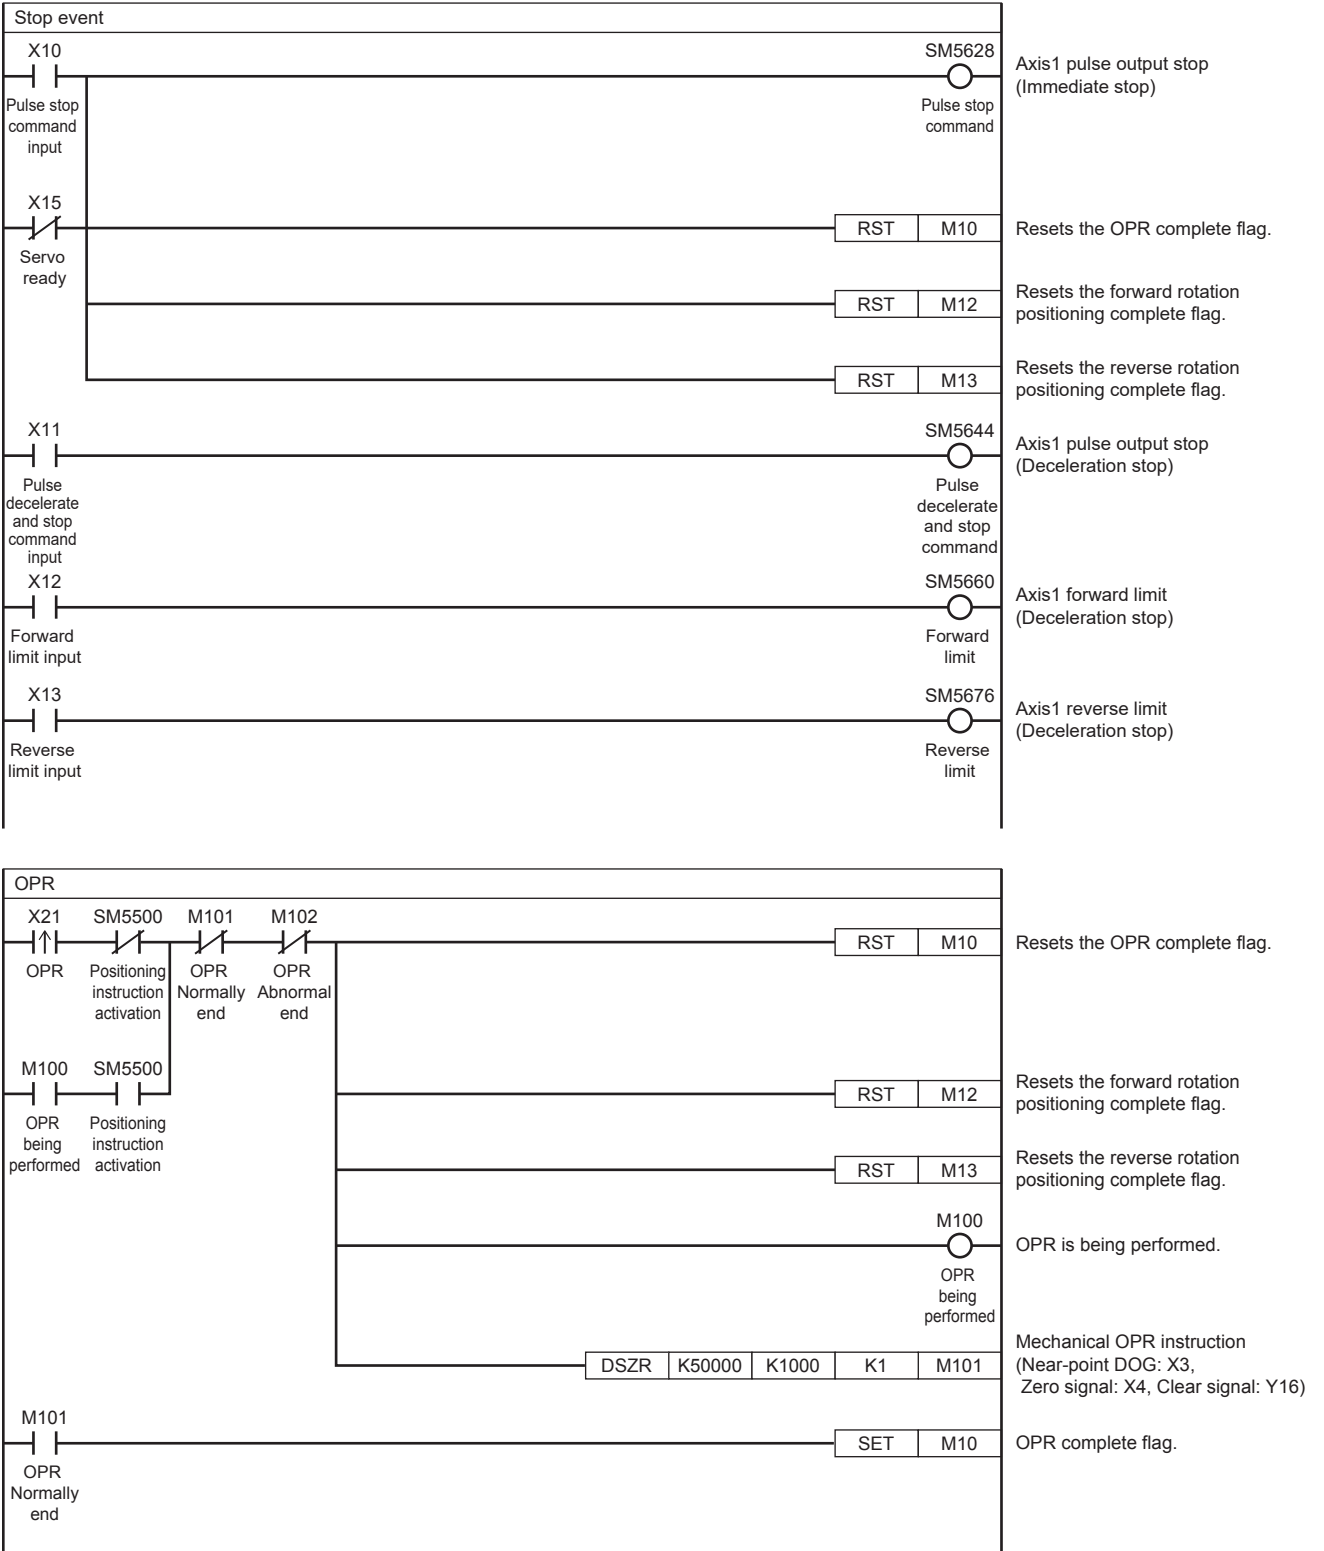 Stop event
X10
SM5628
Axis1 pulse output stop
(Immediate stop)
Pulse stop
command
input
Pulse stop
command
X15
Servo
ready
RST M10
Resets the OPR complete flag.
RST M12
Resets the forward rotation
positioning complete flag.
RST M13
Resets the reverse rotation
positioning complete flag.
X11
SM5644
Axis1 pulse output stop
(Deceleration stop)
Pulse
decelerate
and stop
command
input
Pulse
decelerate
and stop
command
X12
SM5660
Axis1 forward limit
(Deceleration stop)
Forward
limit input
Forward
limit
X13
SM5676
Axis1 reverse limit
(Deceleration stop)
Reverse
limit input
Reverse
limit
OPR
X21 SM5500 M101 M102
OPR
Positioning
instruction
activation
OPR
Normally
end
OPR
Abnormal
end
RST M10
Resets the OPR complete flag.
M100 SM5500
OPR
being
performed
Positioning
instruction
activation
RST M12
Resets the forward rotation
positioning complete flag.
RST M13
Resets the reverse rotation
positioning complete flag.
M100
OPR
being
performed
OPR is being performed.
DSZR K50000 K1000 K1 M101
Mechanical OPR instruction
(Near-point DOG: X3,
Zero signal: X4, Clear signal: Y16)
M101
OPR
Normally
end
SET M10
OPR complete flag.